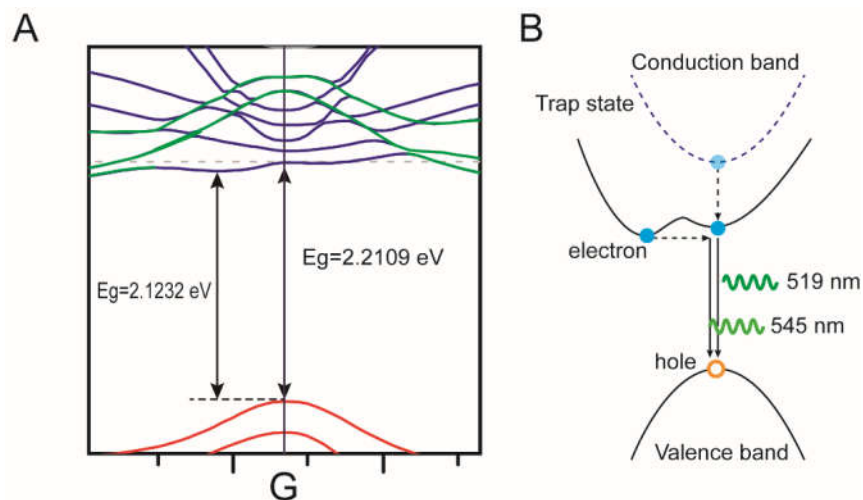 A
Eg=2.1232 eV
Eg=2.2109 eV
G
B
Conduction band
Trap state
electron
519 nm
545 nm
hole
Valence band